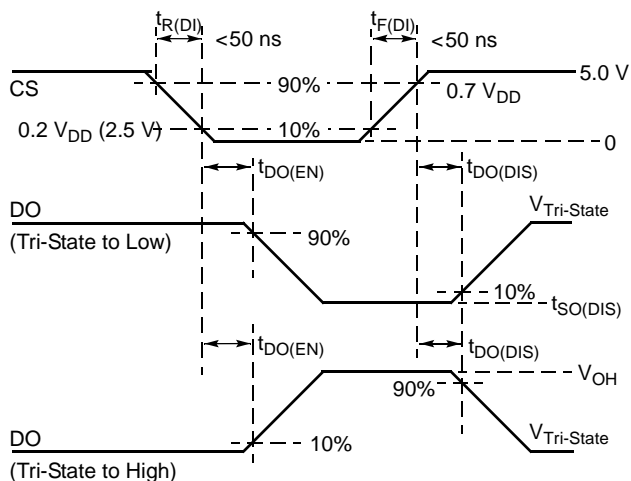 tR(DI) <50 ns tF(DI) <50 ns
CS 90% 0.7 VDD 5.0 V
0.2 VDD (2.5 V) 10% 0
tDO(EN) tDO(DIS)
DO VTri-State
(Tri-State to Low) 90%
10%
tSO(DIS)
tDO(EN) tDO(DIS)
VOH
90%
DO 10% VTri-State
(Tri-State to High)